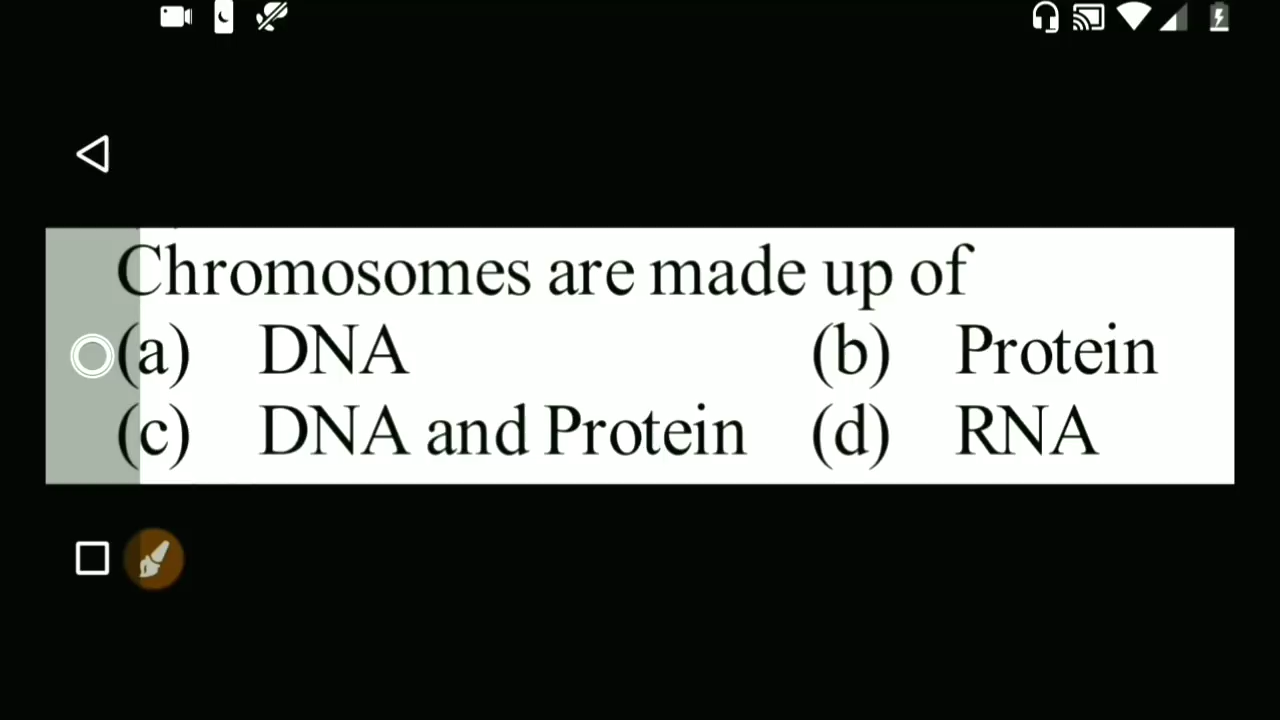 Chromosomes are made up of
(a) DNA (b) Protein
(c) DNA and Protein (d) RNA